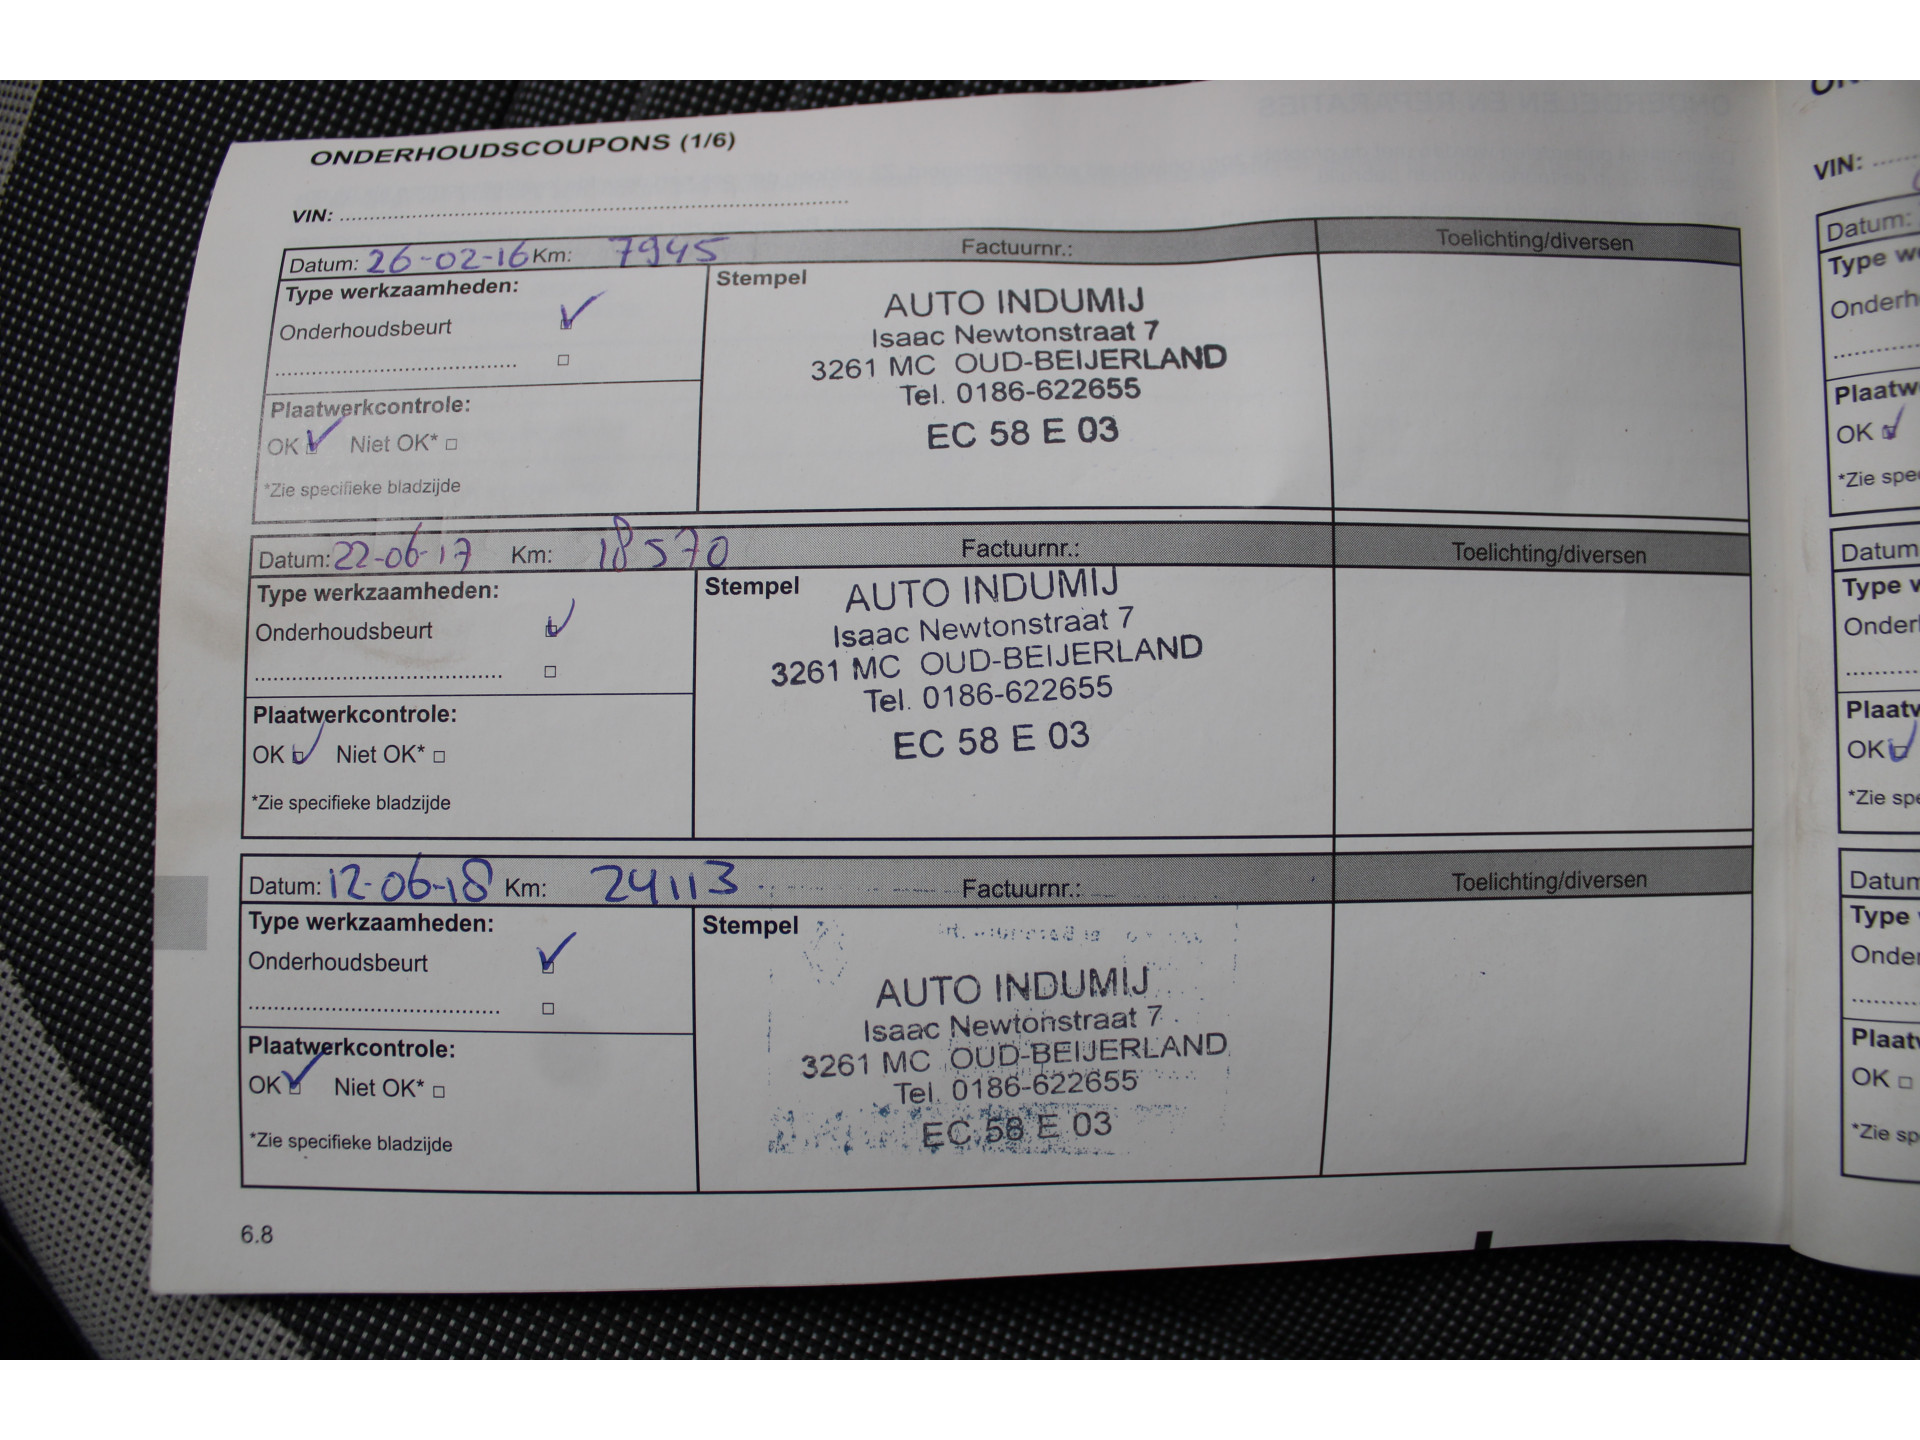 ONDERHOUDSCOUPONS (1/6)
VIN: ....................
Datum: 26-02-16 Km: 7945 Factuurnr.: Toelichting/diversen
Type werkzaamheden:
Onderhoudsbeurt
Plaatwerkcontrole:
OK Niet OK*
*Zie specifieke bladzijde
Stempel
AUTO INDUMIJ
Isaac Newtonstraat 7
3261 MC OUD-BEIJERLAND
Tel. 0186-622655
EC 58 E 03
Datum: 22-06-17 Km: 18570 Factuurnr.: Toelichting/diversen
Type werkzaamheden:
Onderhoudsbeurt
Plaatwerkcontrole:
OK Niet OK*
*Zie specifieke bladzijde
Stempel
AUTO INDUMIJ
Isaac Newtonstraat 7
3261 MC OUD-BEIJERLAND
Tel. 0186-622655
EC 58 E 03
Datum: 12-06-18 Km: 24113 Factuurnr.: Toelichting/diversen
Type werkzaamheden:
Onderhoudsbeurt
Plaatwerkcontrole:
OK Niet OK*
*Zie specifieke bladzijde
Stempel
AUTO INDUMIJ
Isaac Newtonstraat 7
3261 MC OUD-BEIJERLAND
Tel. 0186-622655
EC 58 E 03
6.8
VIN:
Datum:
Type
OK
*Zie
Datum
Type
OK
*Zie
Datum
Type
OK
*Zie